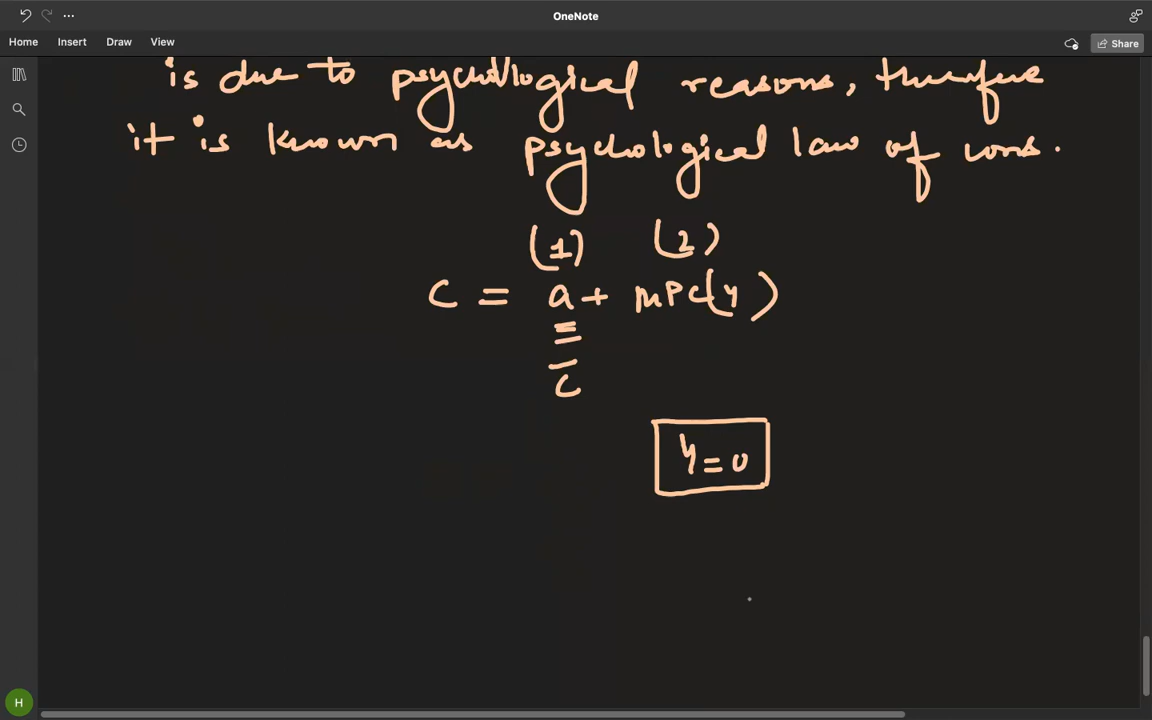 OneNote
Home Insert Draw View
Share
is due to psychological reasons, therefore
it is known as psychological law of cons.
(1) (2)
C = a + MPC(Y)
C̅
Y = 0
H